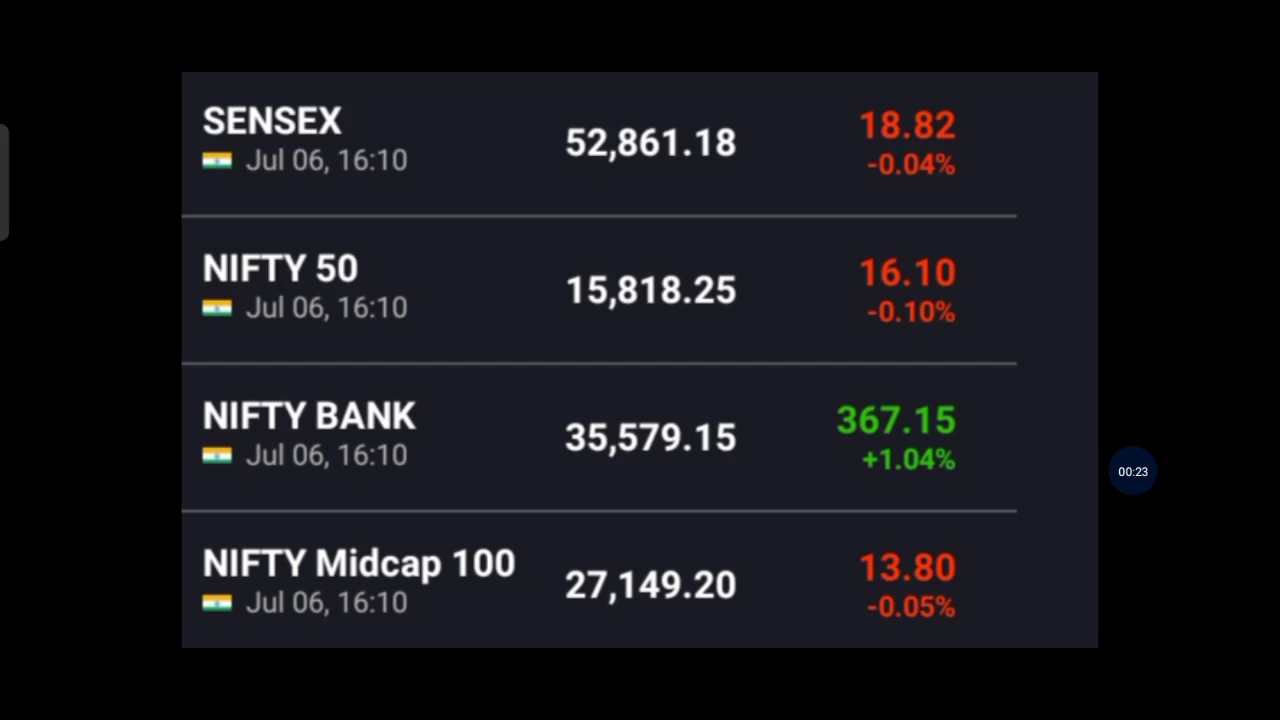 SENSEX
Jul 06, 16:10
52,861.18
18.82
-0.04%
NIFTY 50
Jul 06, 16:10
15,818.25
16.10
-0.10%
NIFTY BANK
Jul 06, 16:10
35,579.15
367.15
+1.04%
NIFTY Midcap 100
Jul 06, 16:10
27,149.20
13.80
-0.05%
00:23